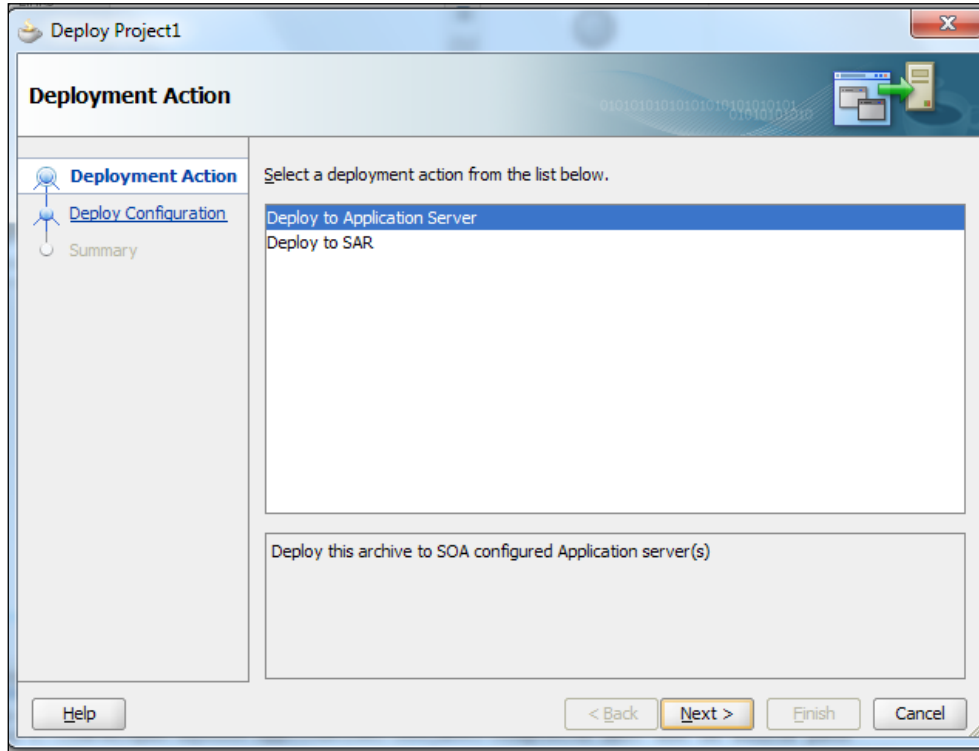 Deploy Project1
Deployment Action
Deployment Action
Deploy Configuration
Summary
Select a deployment action from the list below.
Deploy to Application Server
Deploy to SAR
Deploy this archive to SOA configured Application server(s)
Help
< Back
Next >
Finish
Cancel